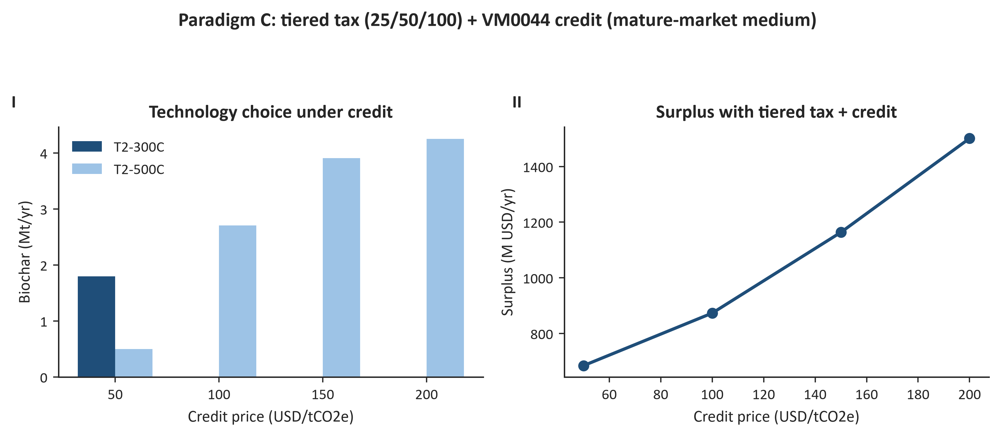 Paradigm C: tiered tax (25/50/100) + VM0044 credit (mature-market medium)
I
Technology choice under credit
T2-300C
T2-500C
Biochar (Mt/yr)
4
3
2
1
0
50 100 150 200
Credit price (USD/tCO2e)
II
Surplus with tiered tax + credit
Surplus (M USD/yr)
1400
1200
1000
800
60 80 100 120 140 160 180 200
Credit price (USD/tCO2e)